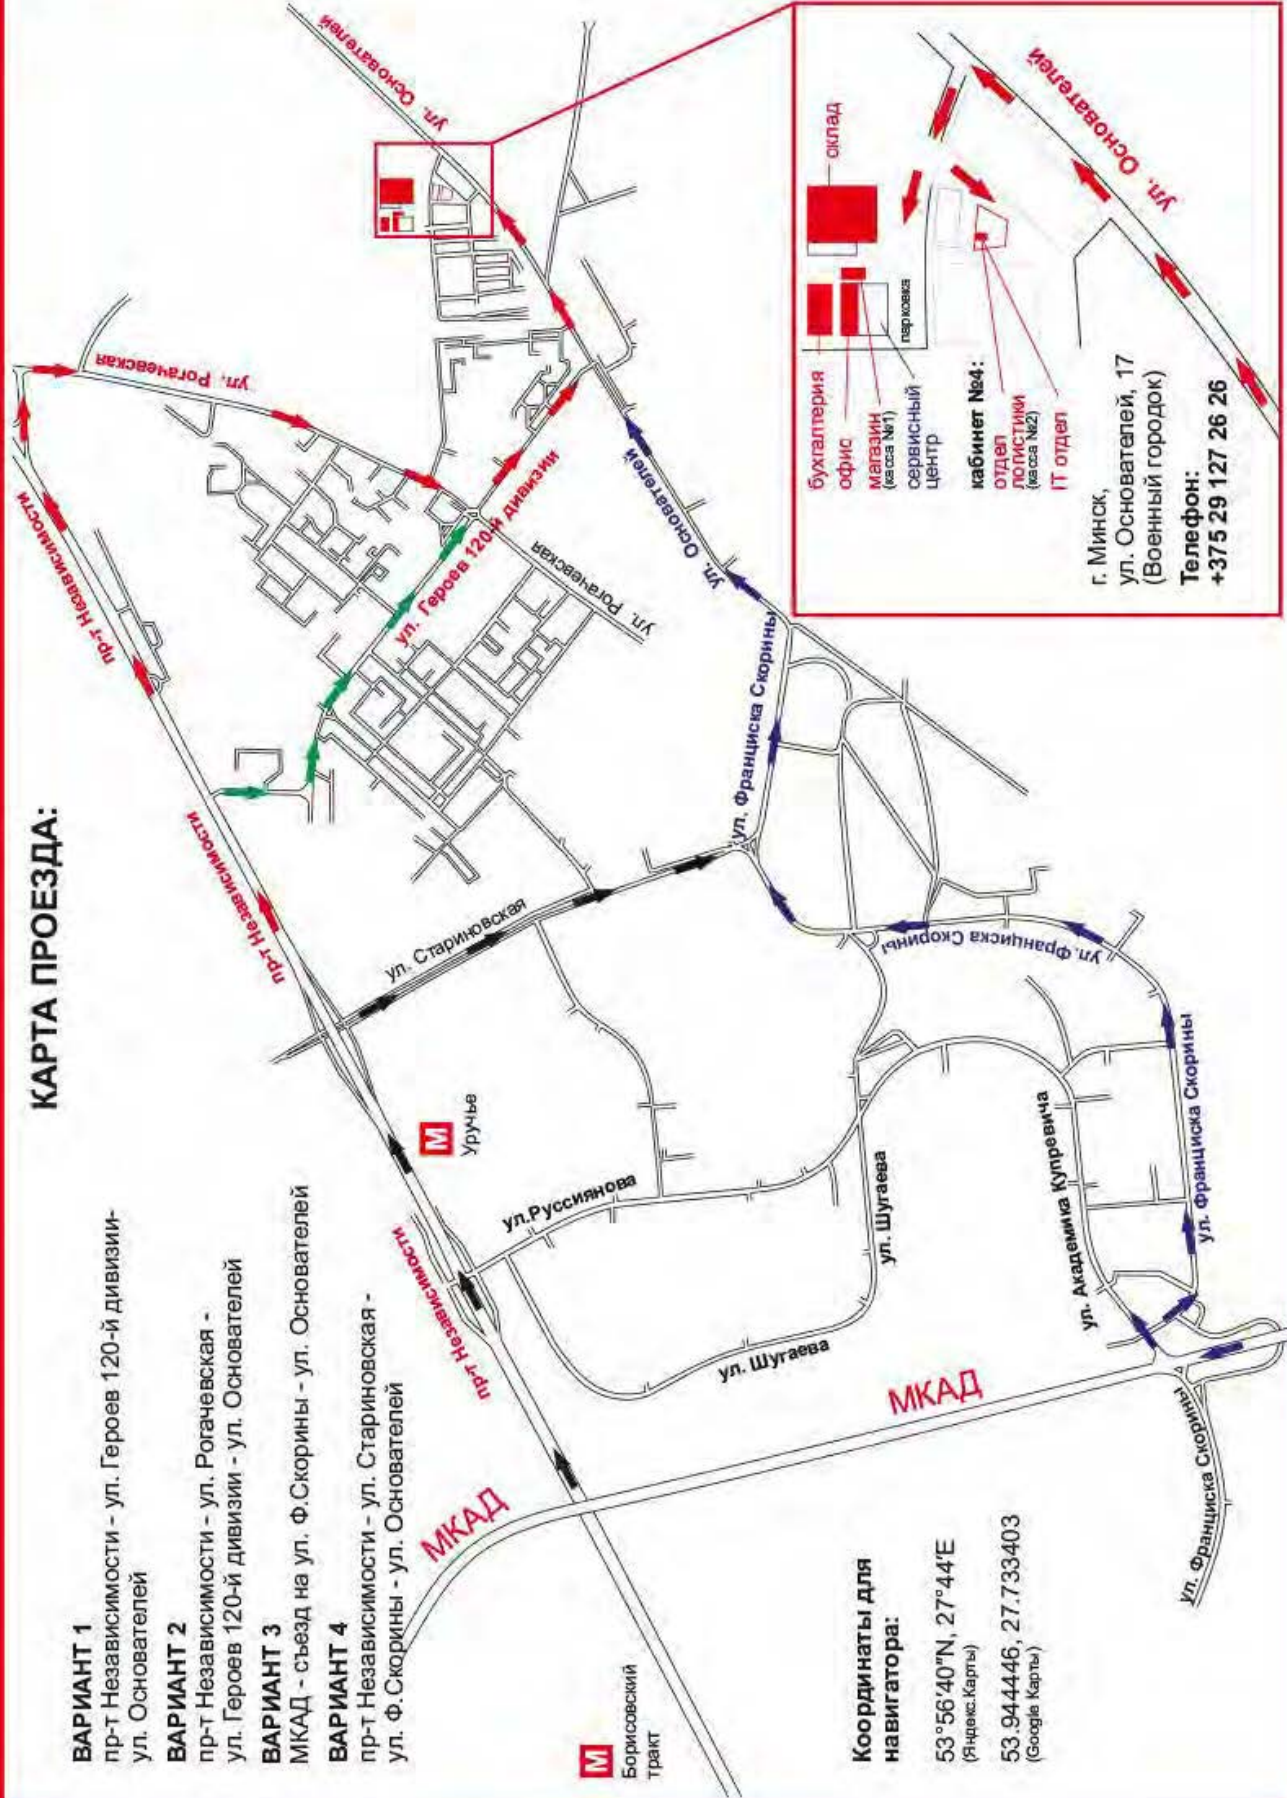 КАРТА ПРОЕЗДА:
ВАРИАНТ 1
пр-т Независимости - ул. Героев 120-й дивизии-
ул. Основателей
ВАРИАНТ 2
пр-т Независимости - ул. Рогачевская -
ул. Героев 120-й дивизии - ул. Основателей
ВАРИАНТ 3
МКАД - съезд на ул. Ф.Скорины - ул. Основателей
ВАРИАНТ 4
пр-т Независимости - ул. Стариновская -
ул. Ф.Скорины - ул. Основателей
М
Борисовский
тракт
Координаты для
навигатора:
53°56'40"N, 27°44'E
(Яндекс.Карты)
53.944446, 27.733403
(Google Карты)
МКАД
МКАД
ул. Франциска Скорины
пр-т Независимости
М
Уручье
ул.Руссиянова
ул. Шугаева
ул. Шугаева
ул. Академика Купревича
ул. Франциска Скорины
ул. Франциска Скорины
ул. Стариновская
пр-т Независимости
пр-т Независимости
ул. Франциска Скорины
ул. Героев 120-й дивизии
ул. Рогачевская
ул. Рогачевская
ул. Основателей
ул. Основателей
ул. Основателей
склад
парковка
бухгалтерия
офис
магазин
(касса №1)
сервисный
центр
кабинет №4:
отдел
логистики
(касса №2)
IT отдел
г. Минск,
ул. Основателей, 17
(Военный городок)
Телефон:
+375 29 127 26 26